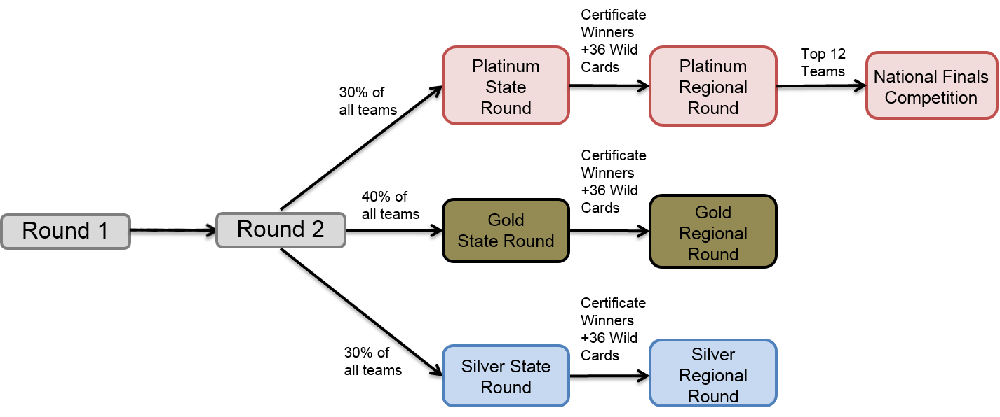 Certificate
Winners
+36 Wild
Cards
Platinum
State
Round
Platinum
Regional
Round
Top 12
Teams
National Finals
Competition
30% of
all teams
Certificate
Winners
+36 Wild
Cards
40% of
all teams
Round 1
Round 2
Gold
State Round
Gold
Regional
Round
Certificate
Winners
+36 Wild
Cards
30% of
all teams
Silver State
Round
Silver
Regional
Round